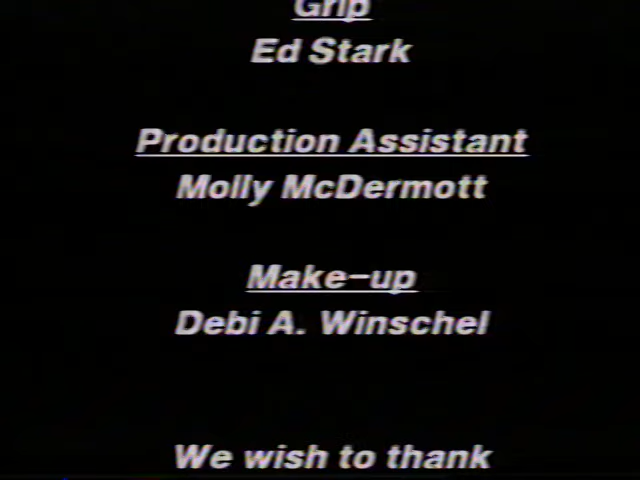 Grip
Ed Stark
Production Assistant
Molly McDermott
Make-up
Debi A. Winschel
We wish to thank